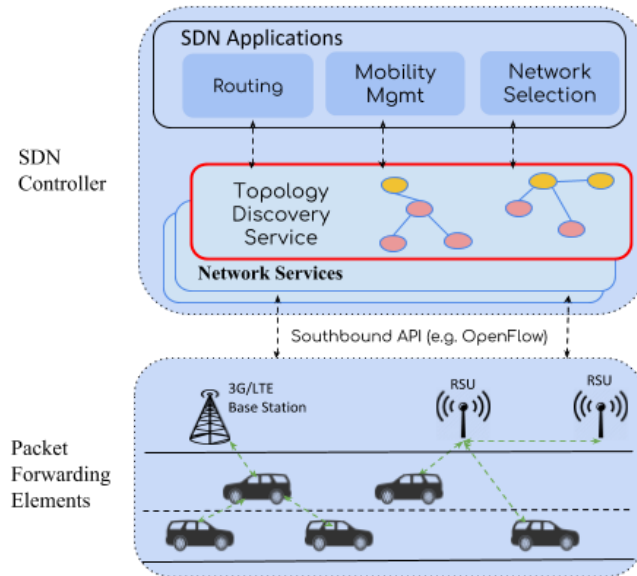 SDN Applications
Routing
Mobility
Mgmt
Network
Selection
SDN
Controller
Topology
Discovery
Service
Network Services
Southbound API (e.g. OpenFlow)
3G/LTE
Base Station
RSU
RSU
Packet
Forwarding
Elements